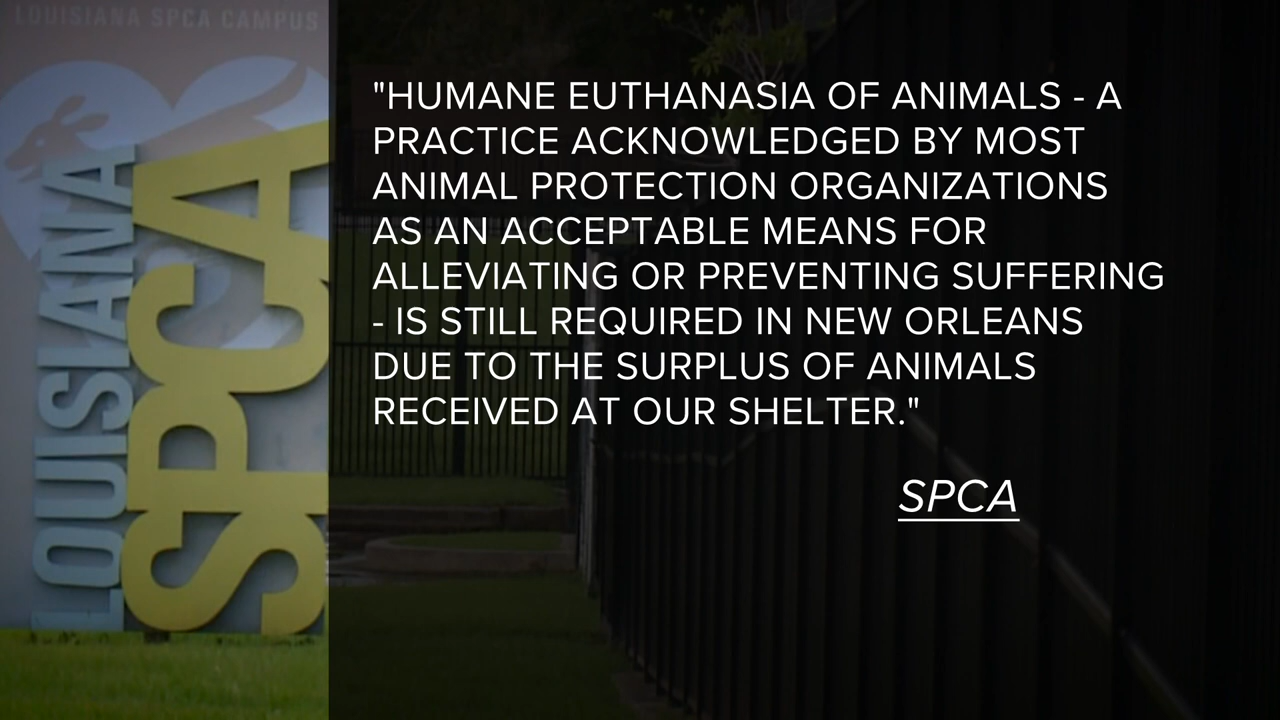 LOUISIANA SPCA CAMPUS
LOUISIANA
SPCA
"HUMANE EUTHANASIA OF ANIMALS - A
PRACTICE ACKNOWLEDGED BY MOST
ANIMAL PROTECTION ORGANIZATIONS
AS AN ACCEPTABLE MEANS FOR
ALLEVIATING OR PREVENTING SUFFERING
- IS STILL REQUIRED IN NEW ORLEANS
DUE TO THE SURPLUS OF ANIMALS
RECEIVED AT OUR SHELTER."
SPCA